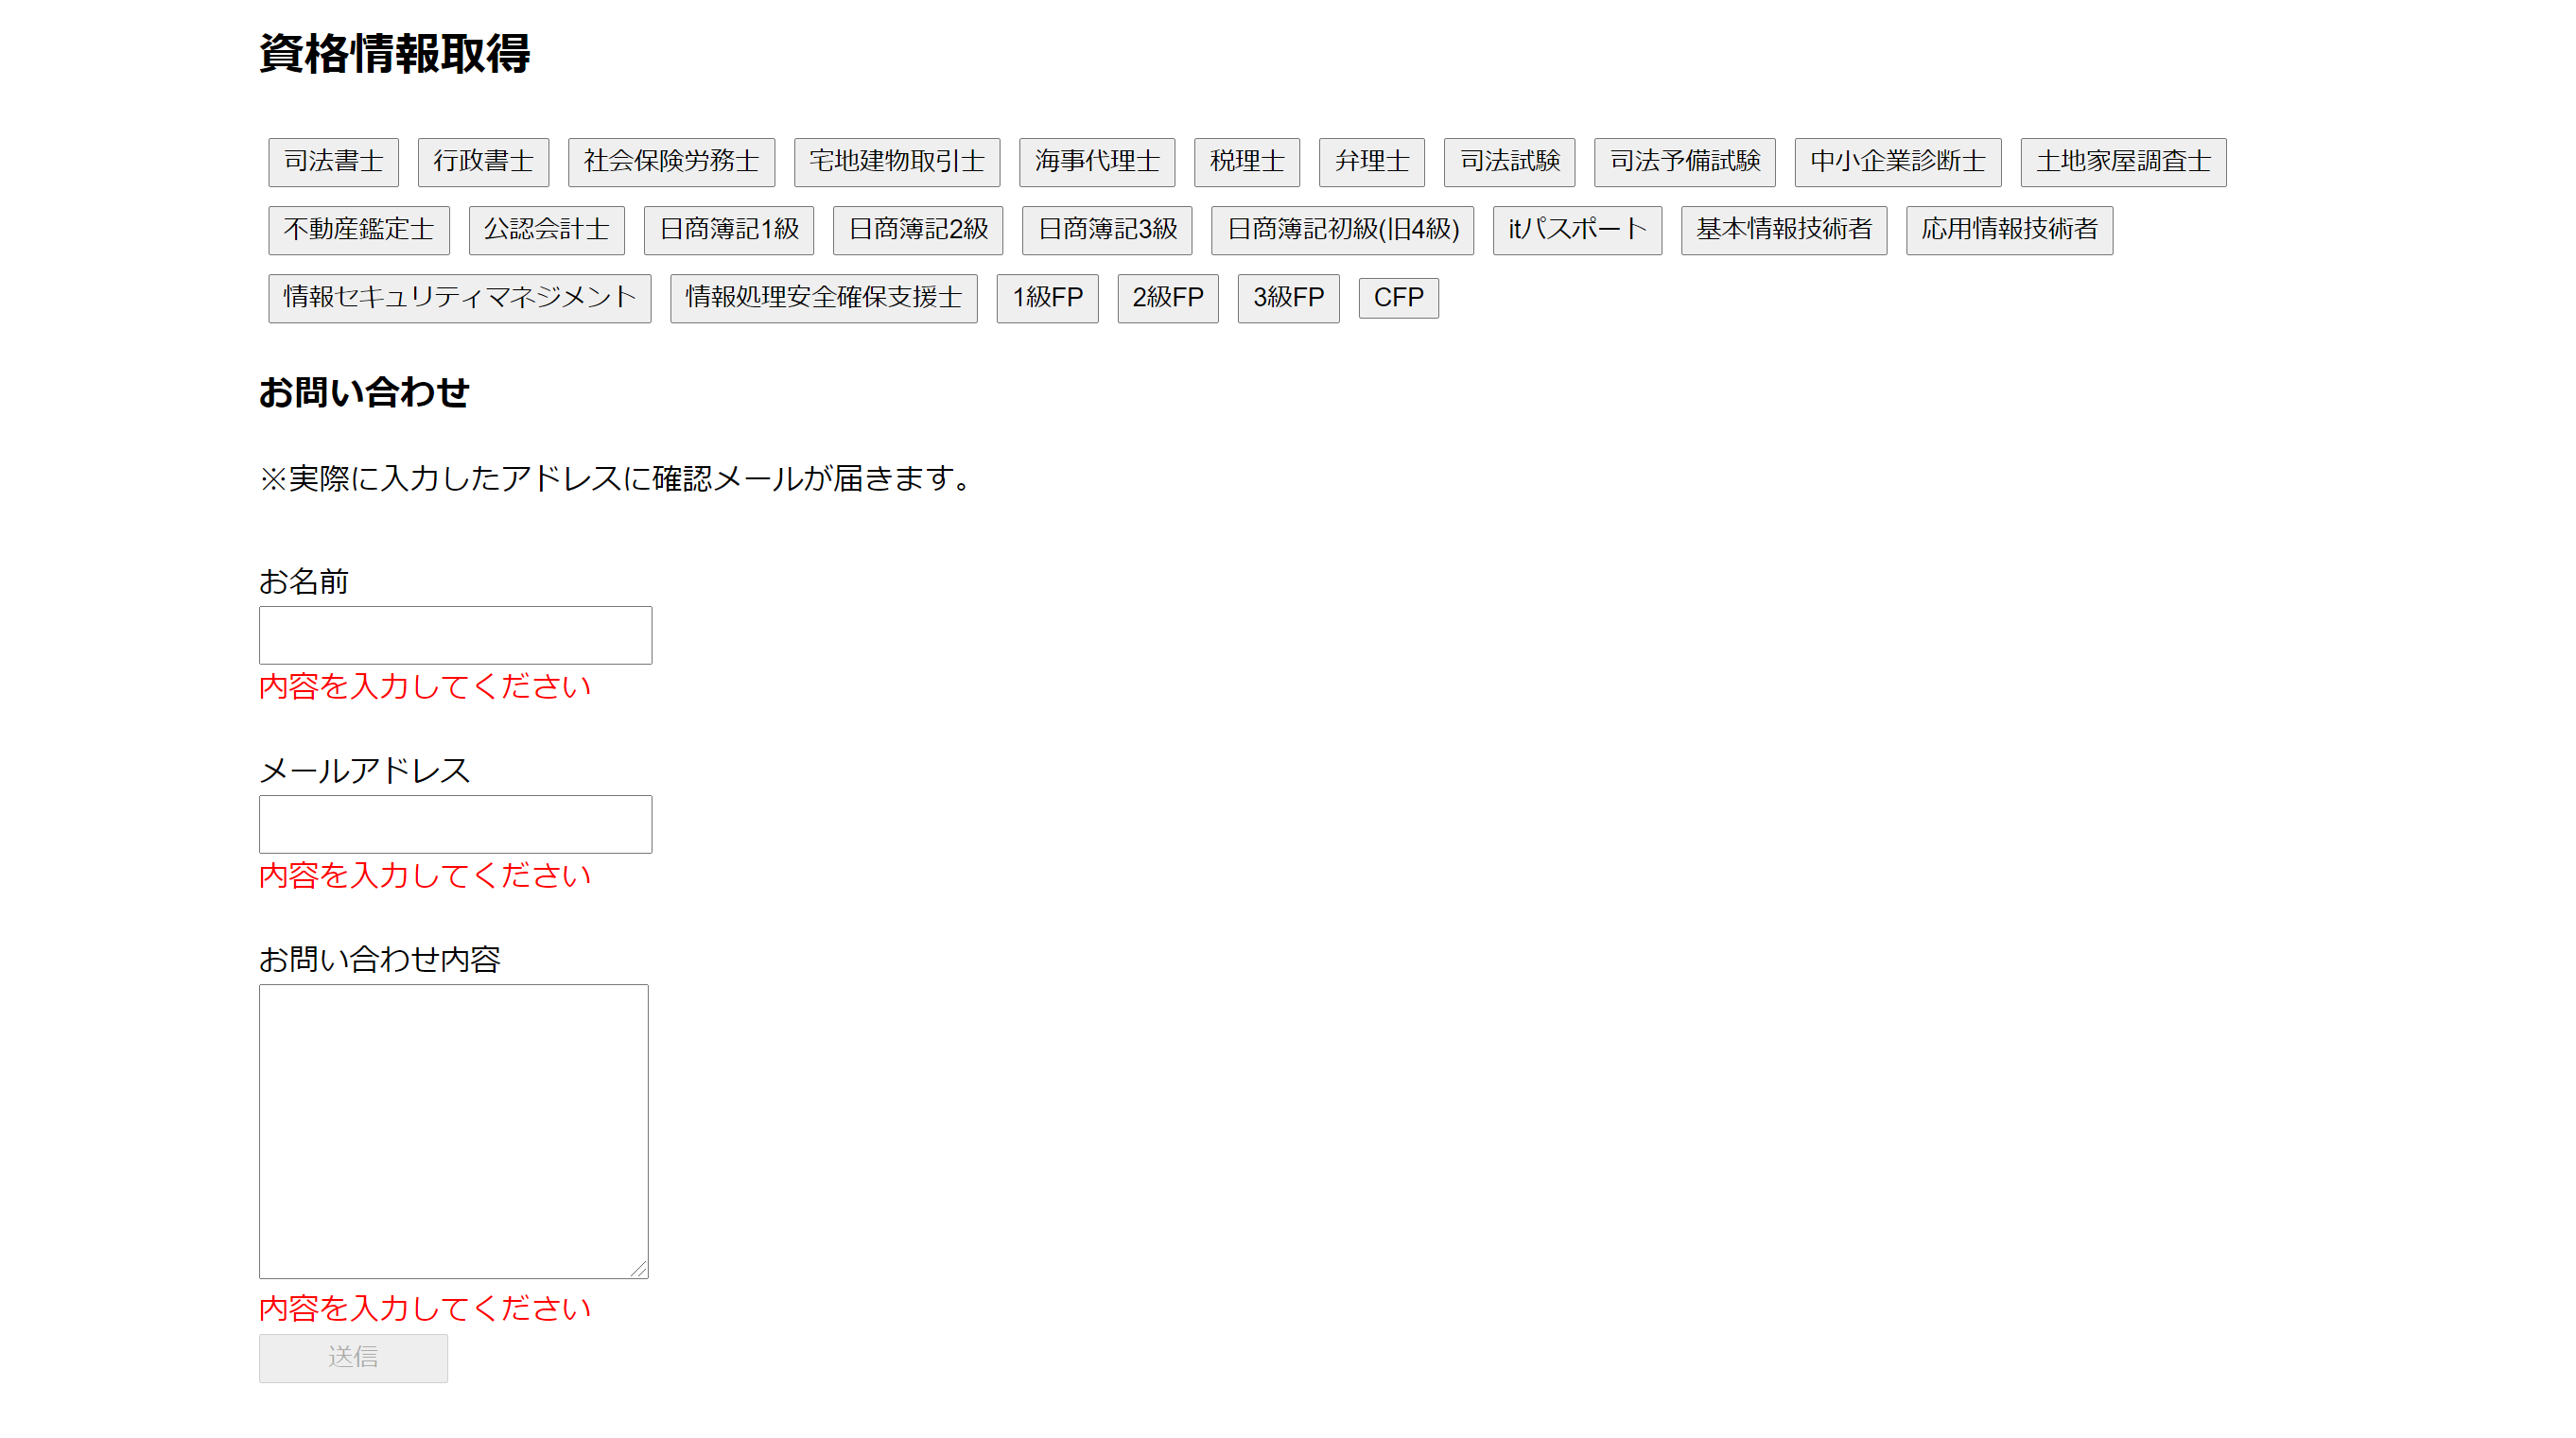 資格情報取得
司法書士 行政書士 社会保険労務士 宅地建物取引士 海事代理士 税理士 弁理士 司法試験 司法予備試験 中小企業診断士 土地家屋調査士
不動産鑑定士 公認会計士 日商簿記1級 日商簿記2級 日商簿記3級 日商簿記初級(旧4級) itパスポート 基本情報技術者 応用情報技術者
情報セキュリティマネジメント 情報処理安全確保支援士 1級FP 2級FP 3級FP CFP
お問い合わせ
※実際に入力したアドレスに確認メールが届きます。
お名前
内容を入力してください
メールアドレス
内容を入力してください
お問い合わせ内容
内容を入力してください
送信